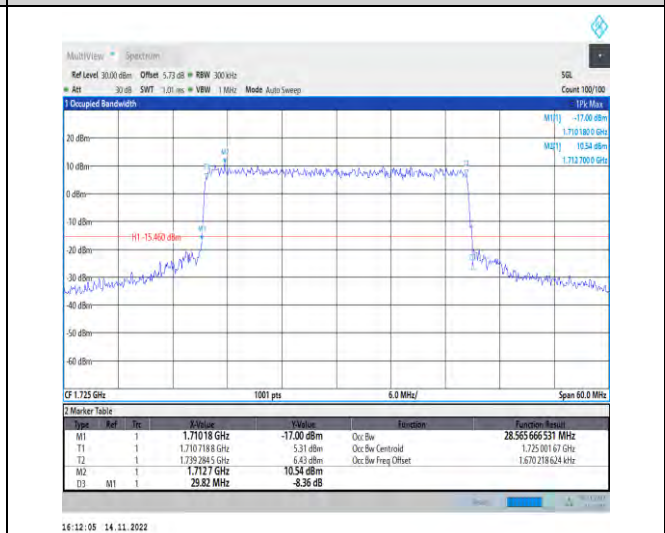 MultiView Spectrum
Ref Level 30.00 dBm Offset 5.73 dB RBW 300 kHz SGL
Att 30 dB SWT 1.01 ms VBW 1 MHz Mode Auto Sweep Count 100/100
1 Occupied Bandwidth 1Pk Max
M1[1] -17.00 dBm
1.710 180 0 GHz
M2[1] 10.54 dBm
1.712 700 0 GHz
20 dBm
M2
T1 T2
10 dBm
0 dBm
-10 dBm
M1
H1 -15.460 dBm
-20 dBm
D3
-30 dBm
-40 dBm
-50 dBm
-60 dBm
CF 1.725 GHz 1001 pts 6.0 MHz/ Span 60.0 MHz
2 Marker Table
Type Ref Trc X-Value Y-Value Function Function Result
M1 1 1.71018 GHz -17.00 dBm Occ Bw 28.565 666 531 MHz
T1 1 1.710 718 8 GHz 5.31 dBm Occ Bw Centroid 1.725 001 67 GHz
T2 1 1.739 284 5 GHz 6.43 dBm Occ Bw Freq Offset 1.670 218 624 kHz
M2 1 1.7127 GHz 10.54 dBm
D3 M1 1 29.82 MHz -8.36 dB
16:12:05 14.11.2022